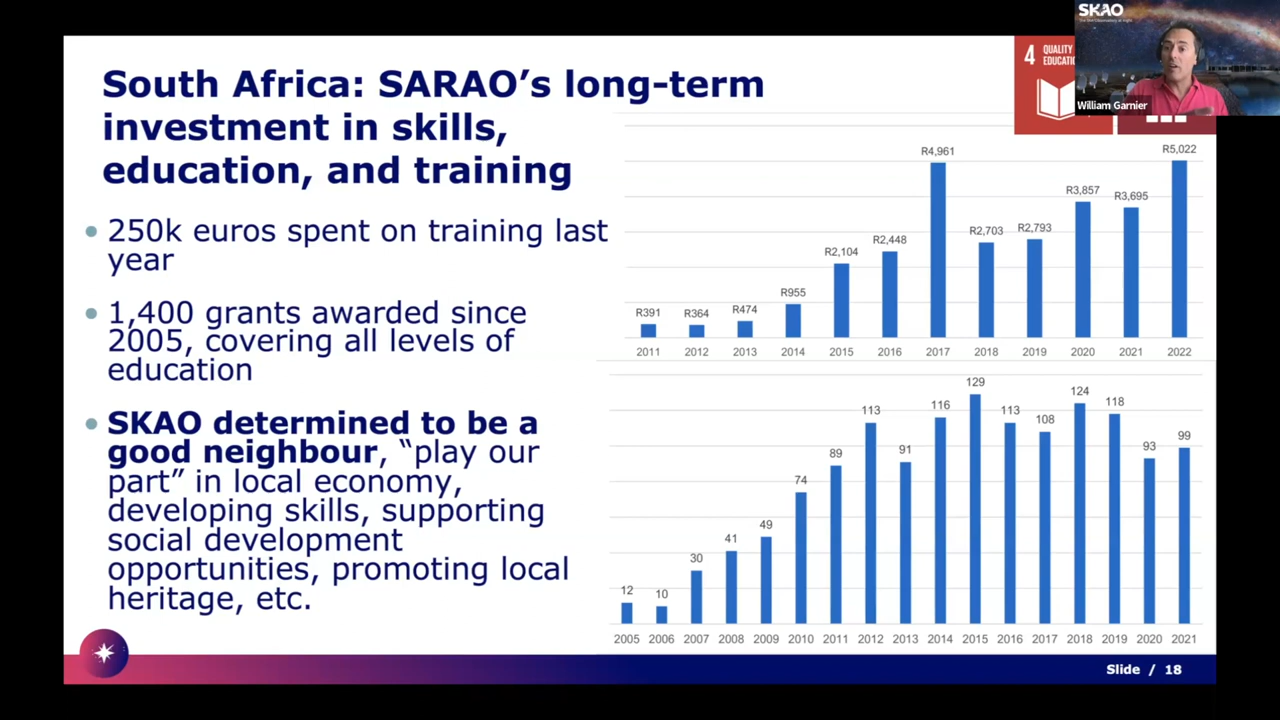 South Africa: SARAO’s long-term
investment in skills,
education, and training
• 250k euros spent on training last
year
• 1,400 grants awarded since
2005, covering all levels of
education
• SKAO determined to be a
good neighbour, “play our
part” in local economy,
developing skills, supporting
social development
opportunities, promoting local
heritage, etc.
4 QUALITY
SKAO
William Garnier
R391 R364 R474 R955 R2,104 R2,448 R4,961 R2,703 R2,793 R3,857 R3,695 R5,022
2011 2012 2013 2014 2015 2016 2017 2018 2019 2020 2021 2022
12 10 30 41 49 74 89 113 91 116 129 113 108 124 118 93 99
2005 2006 2007 2008 2009 2010 2011 2012 2013 2014 2015 2016 2017 2018 2019 2020 2021
Slide / 18